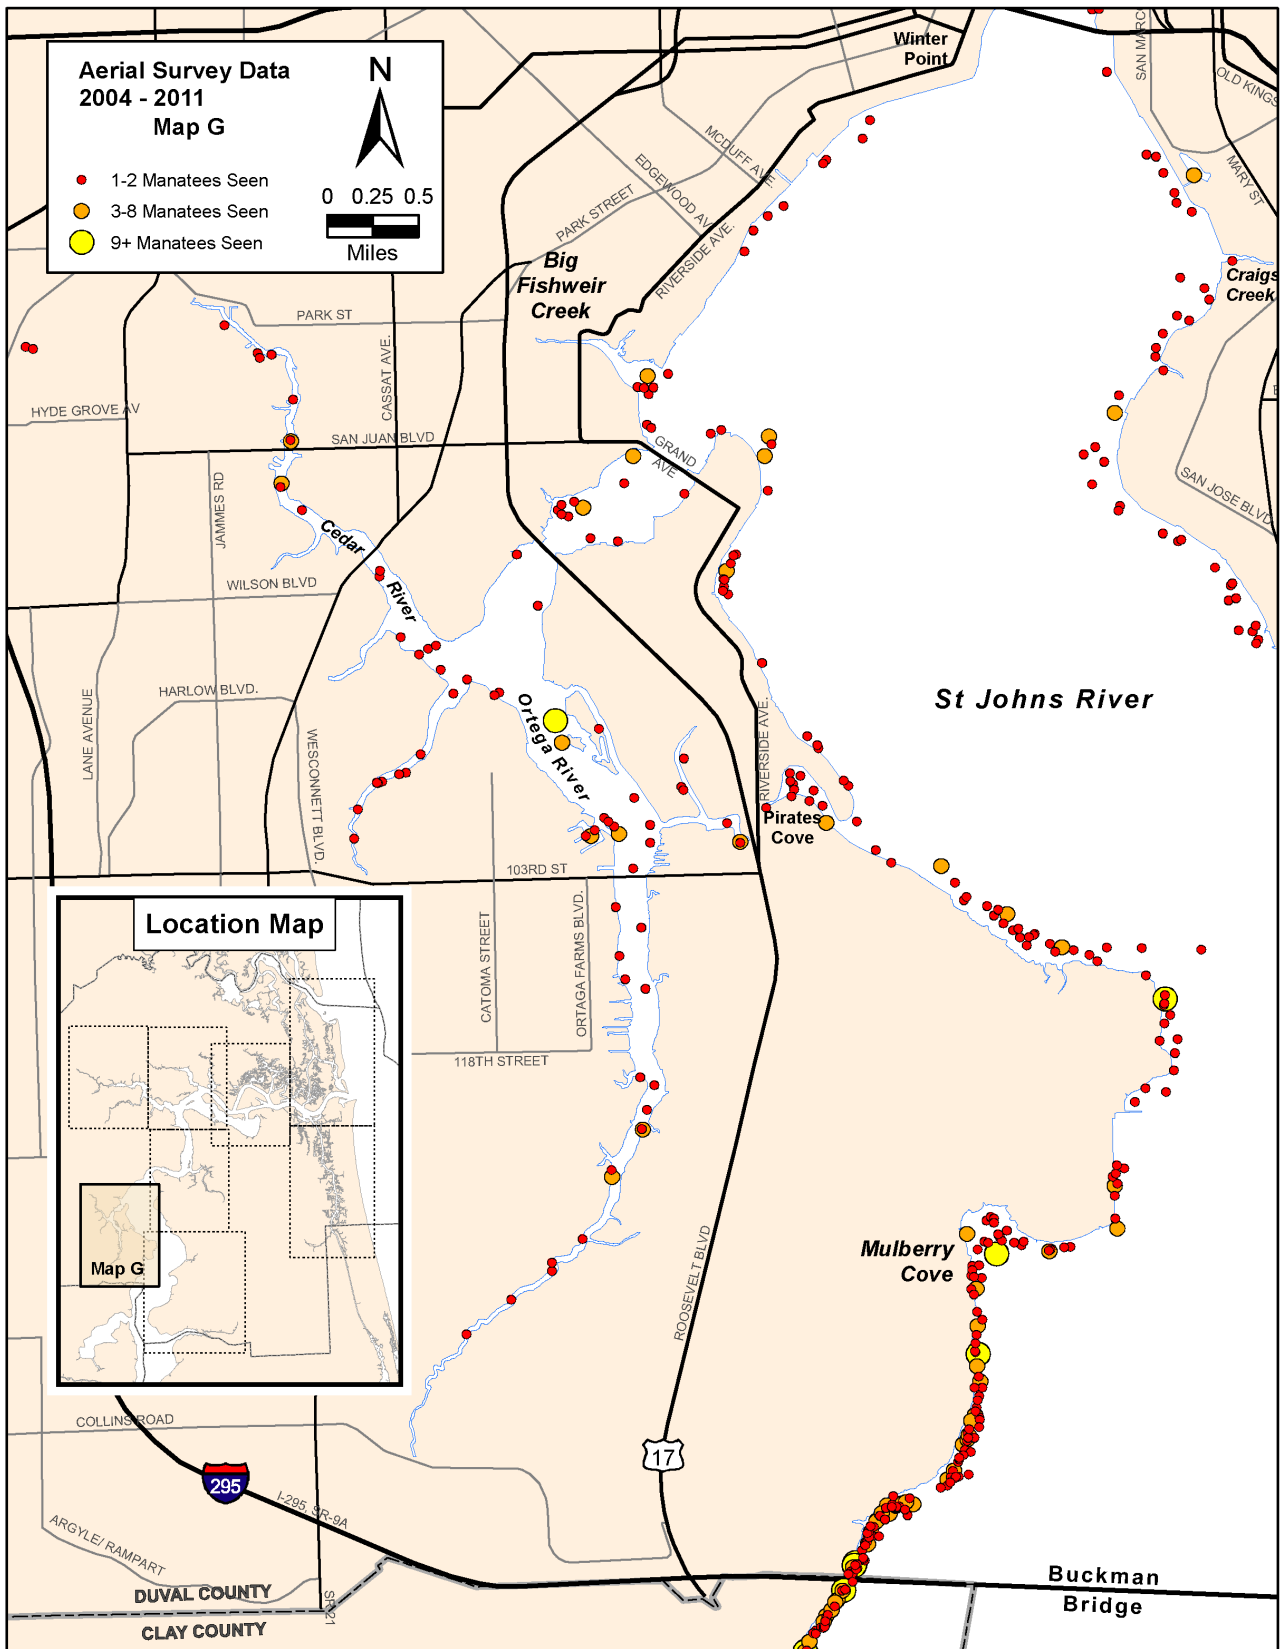 Aerial Survey Data
2004 - 2011
Map G
N
1-2 Manatees Seen
3-8 Manatees Seen
9+ Manatees Seen
0 0.25 0.5
Miles
Winter
Point
SAN MARCO
OLD KINGS
MARY ST
MCDUFF AVE.
EDGEWOOD AV
PARK STREET
RIVERSIDE AVE.
Big
Fishweir
Creek
Craigs
Creek
PARK ST
CASSAT AVE.
HYDE GROVE AV
SAN JUAN BLVD
GRAND
AVE
SAN JOSE BLVD
JAMMES RD
Cedar
River
WILSON BLVD
HARLOW BLVD.
LANE AVENUE
WESCONNETT BLVD.
Ortega River
St Johns River
RIVERSIDE AVE.
Pirates
Cove
103RD ST
CATOMA STREET
ORTAGA FARMS BLVD.
118TH STREET
Location Map
Map G
Mulberry
Cove
ROOSEVELT BLVD
COLLINS ROAD
17
295
I-295, SR-9A
ARGYLE/ RAMPART
SR-21
DUVAL COUNTY
CLAY COUNTY
Buckman
Bridge